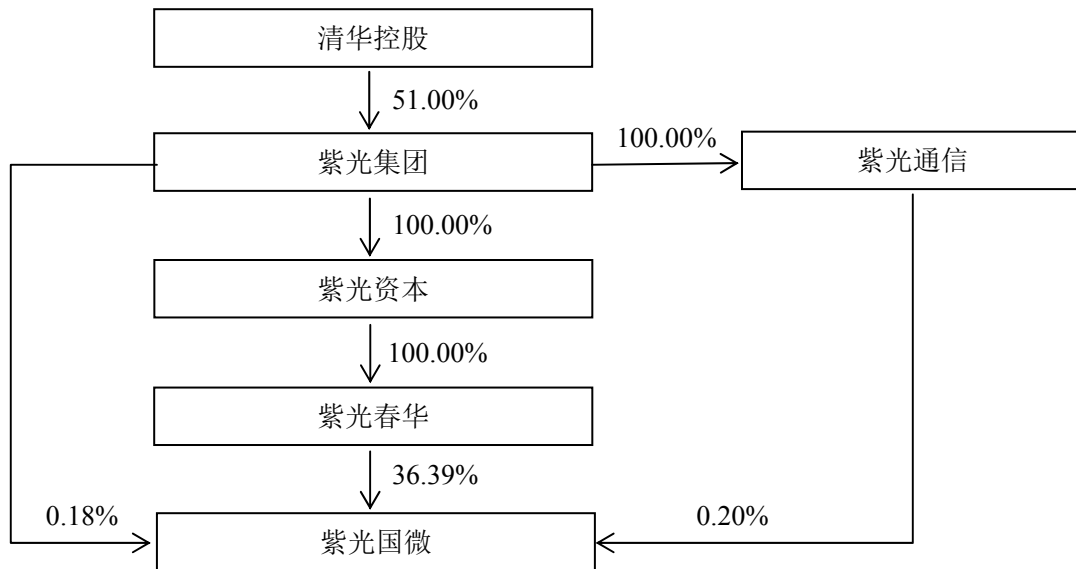 清华控股
51.00%
紫光集团
100.00%
紫光通信
100.00%
紫光资本
100.00%
紫光春华
36.39%
0.18%
紫光国微
0.20%